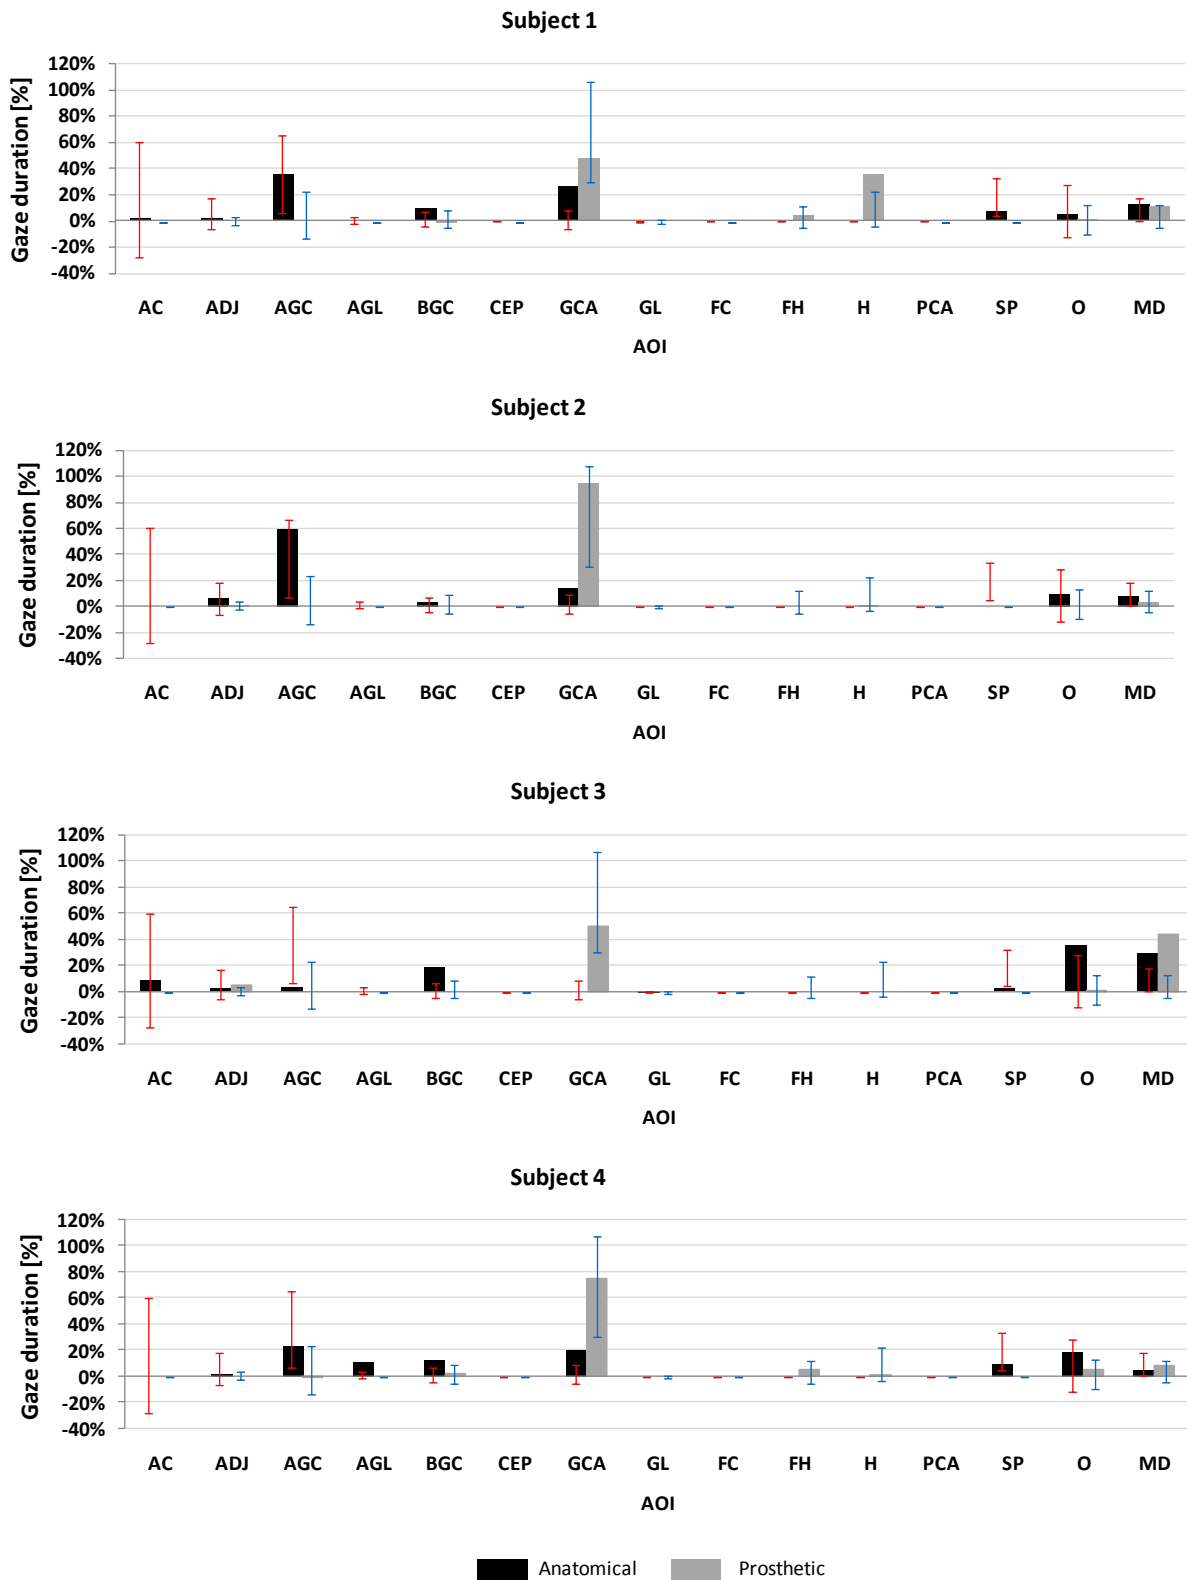 Subject 1
Gaze duration [%]
120%
100%
80%
60%
40%
20%
0%
-20%
-40%
AC ADJ AGC AGL BGC CEP GCA GL FC FH H PCA SP O MD
AOI
Subject 2
Gaze duration [%]
120%
100%
80%
60%
40%
20%
0%
-20%
-40%
AC ADJ AGC AGL BGC CEP GCA GL FC FH H PCA SP O MD
AOI
Subject 3
Gaze duration [%]
120%
100%
80%
60%
40%
20%
0%
-20%
-40%
AC ADJ AGC AGL BGC CEP GCA GL FC FH H PCA SP O MD
AOI
Subject 4
Gaze duration [%]
120%
100%
80%
60%
40%
20%
0%
-20%
-40%
AC ADJ AGC AGL BGC CEP GCA GL FC FH H PCA SP O MD
AOI
Anatomical Prosthetic